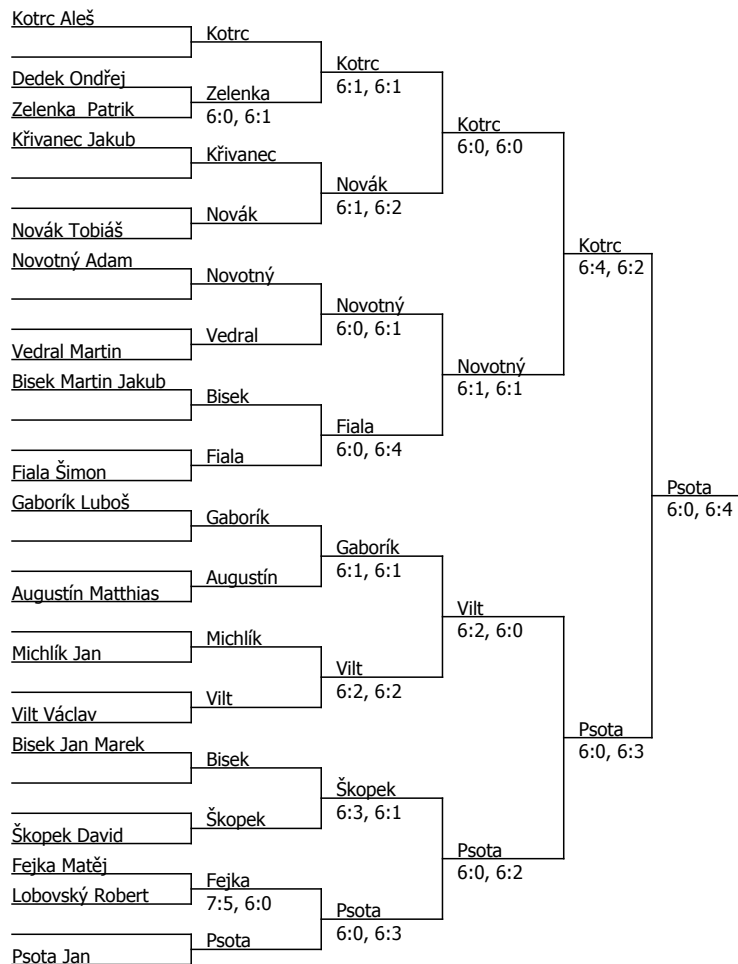 Kotrc Aleš
Dedek Ondřej
Zelenka  Patrik
Křivanec Jakub
Novák Tobiáš
Novotný Adam
Vedral Martin
Bisek Martin Jakub
Fiala Šimon
Gaborík Luboš
Augustín Matthias
Michlík Jan
Vilt Václav
Bisek Jan Marek
Škopek David
Fejka Matěj
Lobovský Robert
Psota Jan
Kotrc
Zelenka
6:0, 6:1
Křivanec
Novák
Novotný
Vedral
Bisek
Fiala
Gaborík
Augustín
Michlík
Vilt
Bisek
Škopek
Fejka
7:5, 6:0
Psota
Kotrc
6:1, 6:1
Novák
6:1, 6:2
Novotný
6:0, 6:1
Fiala
6:0, 6:4
Gaborík
6:1, 6:1
Vilt
6:2, 6:2
Škopek
6:3, 6:1
Psota
6:0, 6:3
Kotrc
6:0, 6:0
Novotný
6:1, 6:1
Vilt
6:2, 6:0
Psota
6:0, 6:2
Kotrc
6:4, 6:2
Psota
6:0, 6:3
Psota
6:0, 6:4